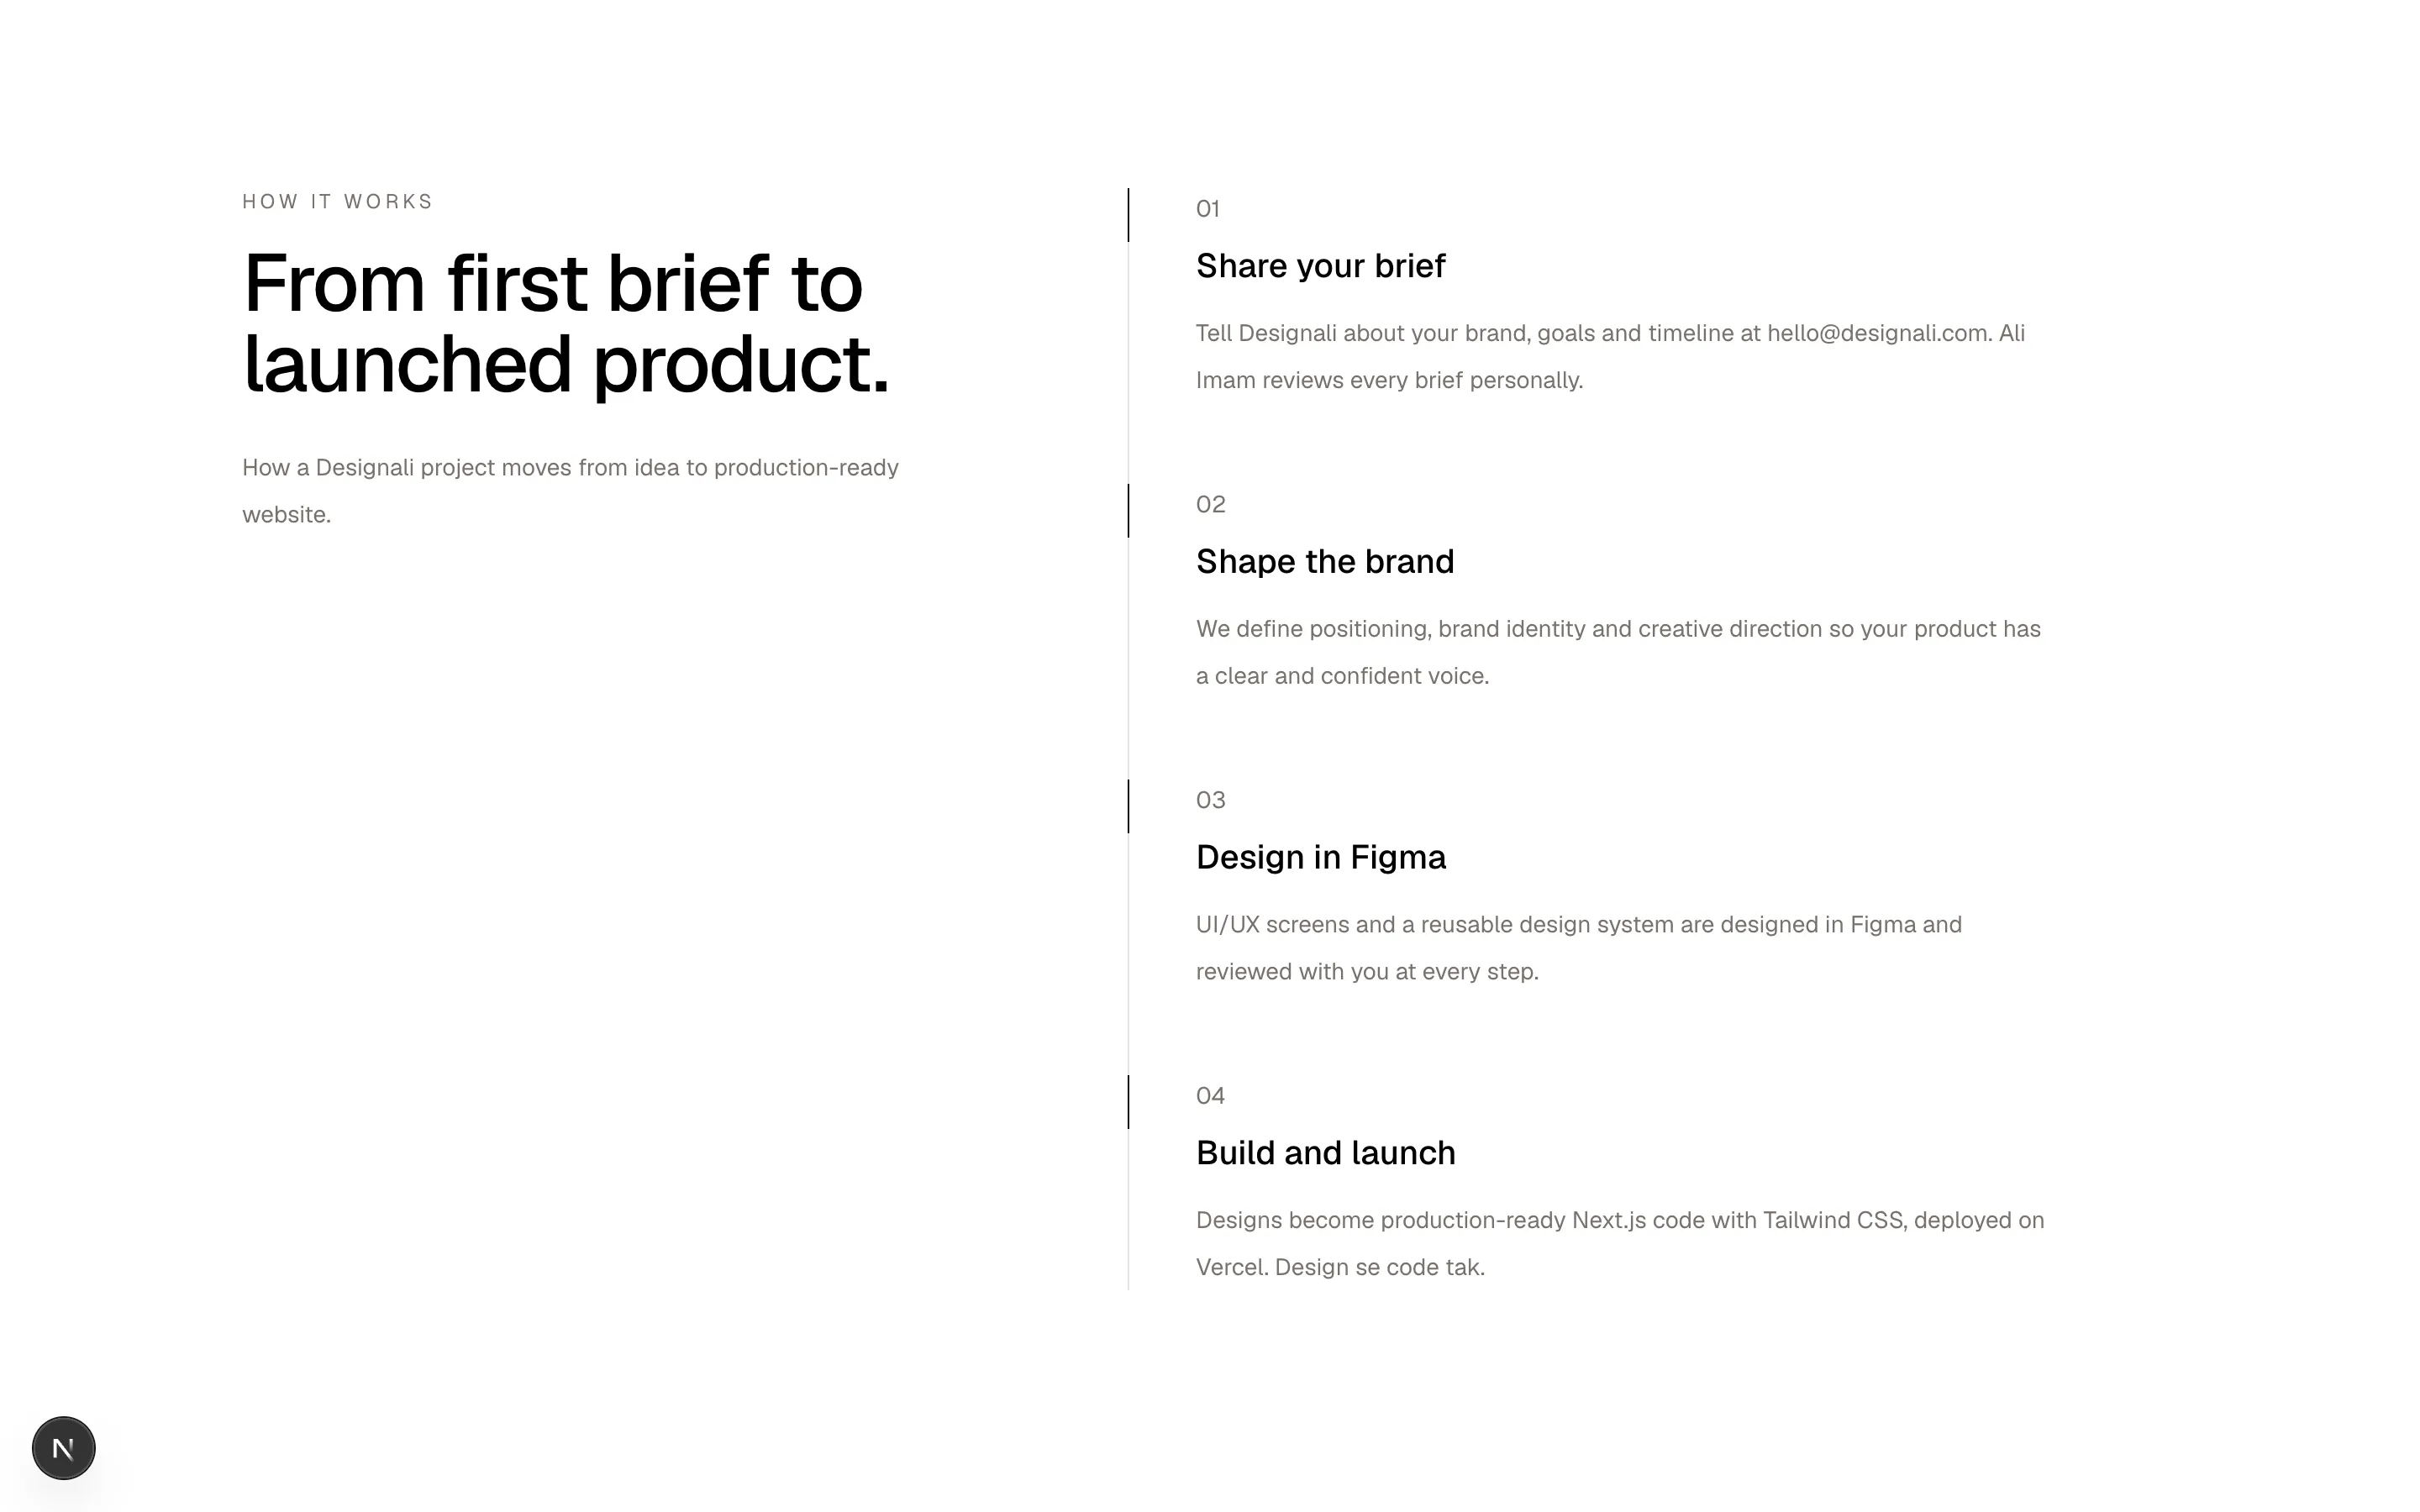 HOW IT WORKS
From first brief to
launched product.
How a Designali project moves from idea to production-ready
website.
01
Share your brief
Tell Designali about your brand, goals and timeline at hello@designali.com. Ali
Imam reviews every brief personally.
02
Shape the brand
We define positioning, brand identity and creative direction so your product has
a clear and confident voice.
03
Design in Figma
UI/UX screens and a reusable design system are designed in Figma and
reviewed with you at every step.
04
Build and launch
Designs become production-ready Next.js code with Tailwind CSS, deployed on
Vercel. Design se code tak.
N